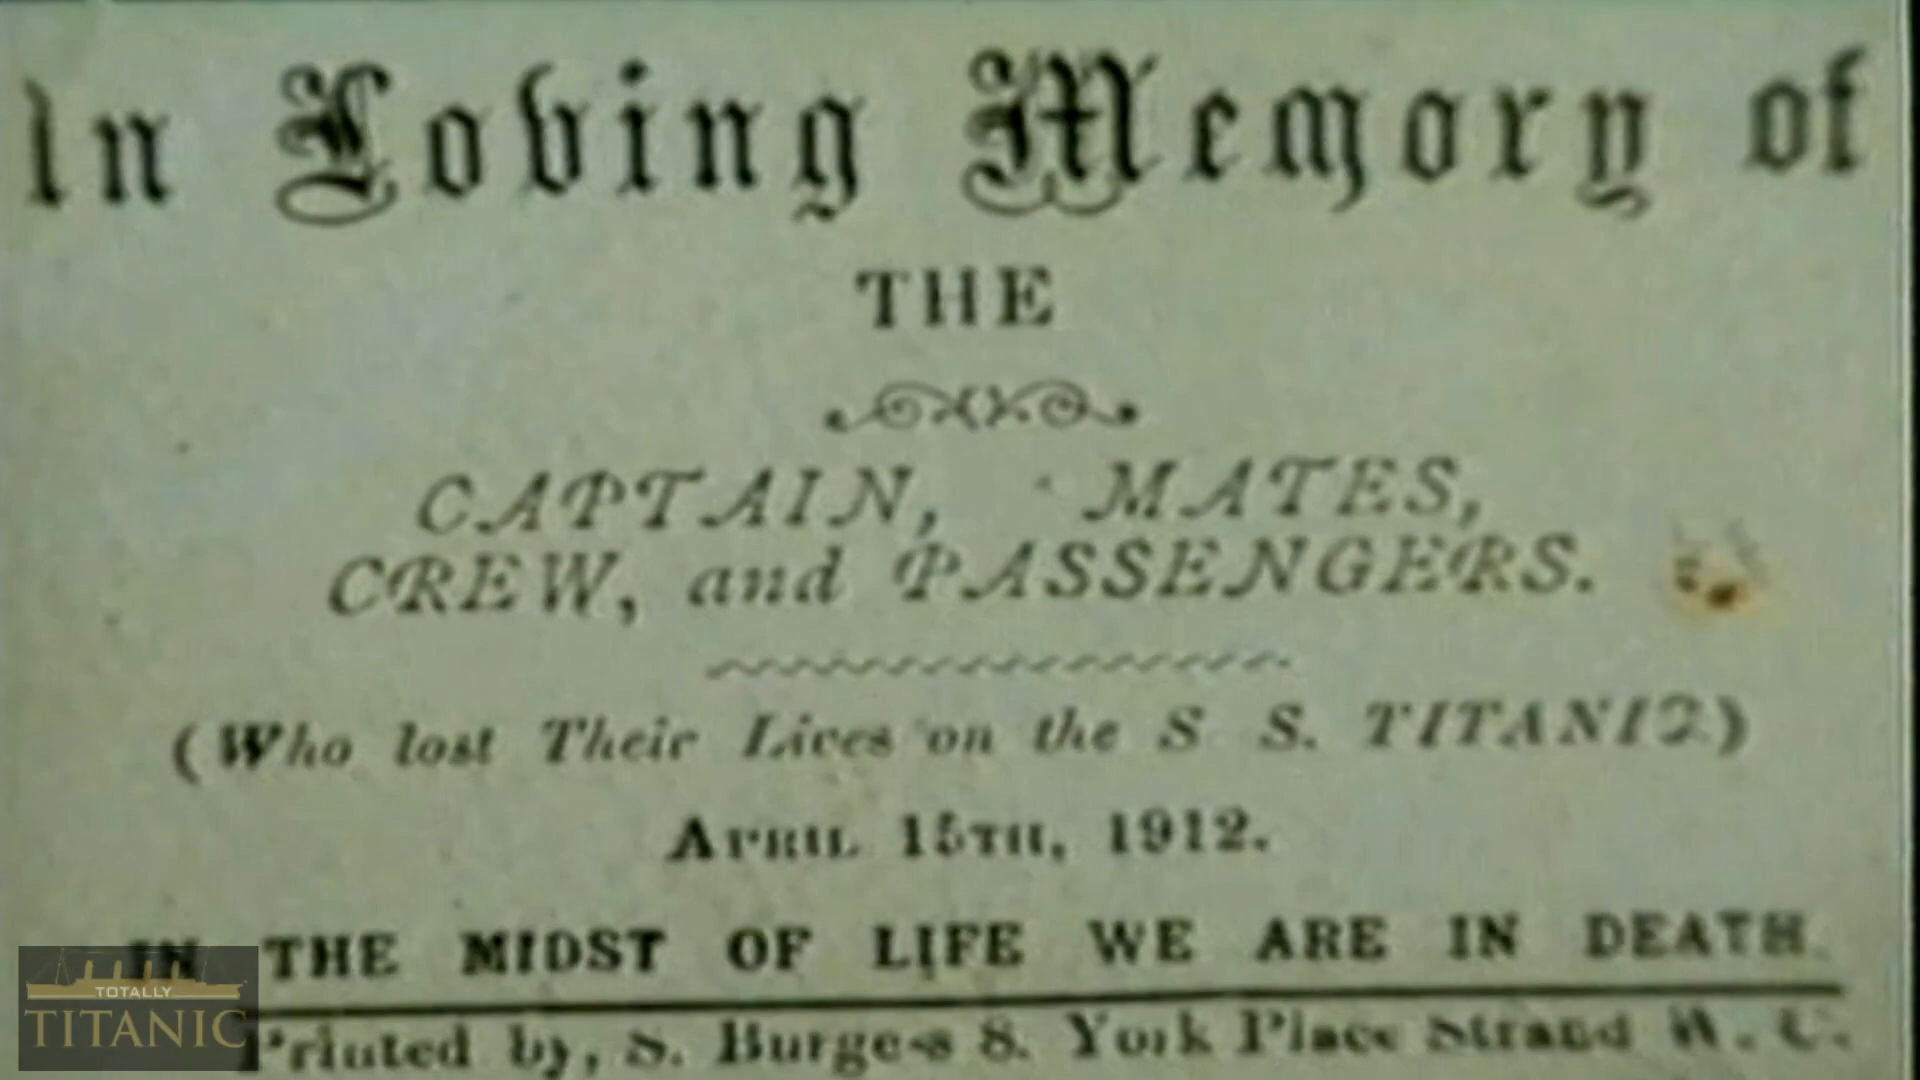 In Loving Memory of
THE
CAPTAIN, MATES,
CREW, and PASSENGERS.
(Who lost Their Lives on the S S. TITANIC)
APRIL 15TH, 1912.
IN THE MIDST OF LIFE WE ARE IN DEATH.
Printed by, S. Burgess 8. York Place Strand W. C.
TOTALLY
TITANIC